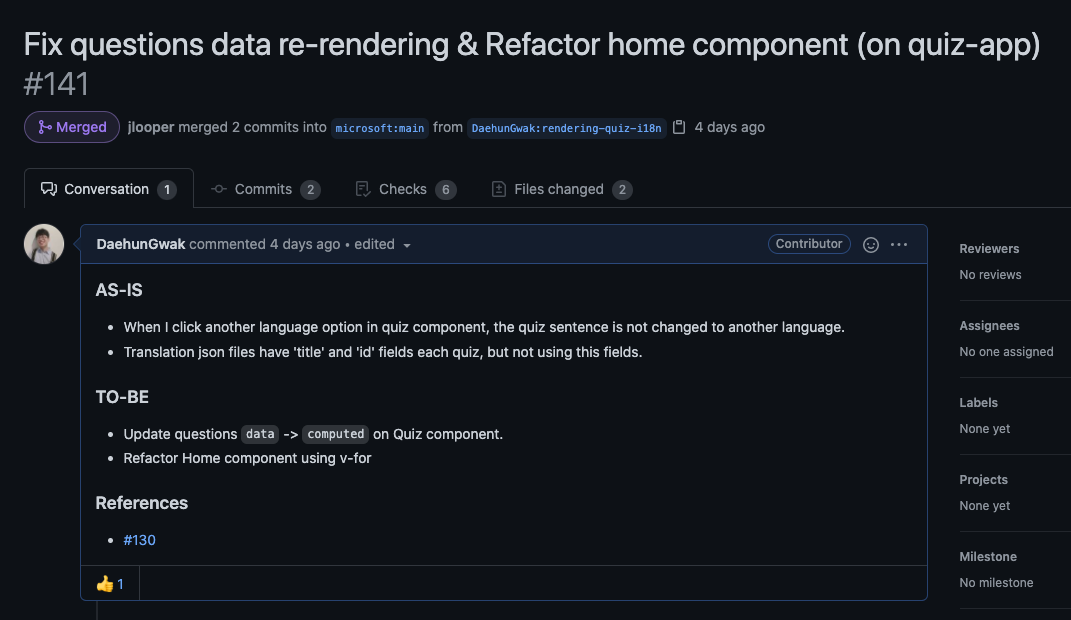 Fix questions data re-rendering & Refactor home component (on quiz-app)
#141
Merged jlooper merged 2 commits into microsoft:main from DaehunGwak:rendering-quiz-i18n 4 days ago
Conversation 1 Commits 2 Checks 6 Files changed 2
DaehunGwak commented 4 days ago • edited Contributor
AS-IS
• When I click another language option in quiz component, the quiz sentence is not changed to another language.
• Translation json files have 'title' and 'id' fields each quiz, but not using this fields.
TO-BE
• Update questions data -> computed on Quiz component.
• Refactor Home component using v-for
References
• #130
👍 1
Reviewers
No reviews
Assignees
No one assigned
Labels
None yet
Projects
None yet
Milestone
No milestone